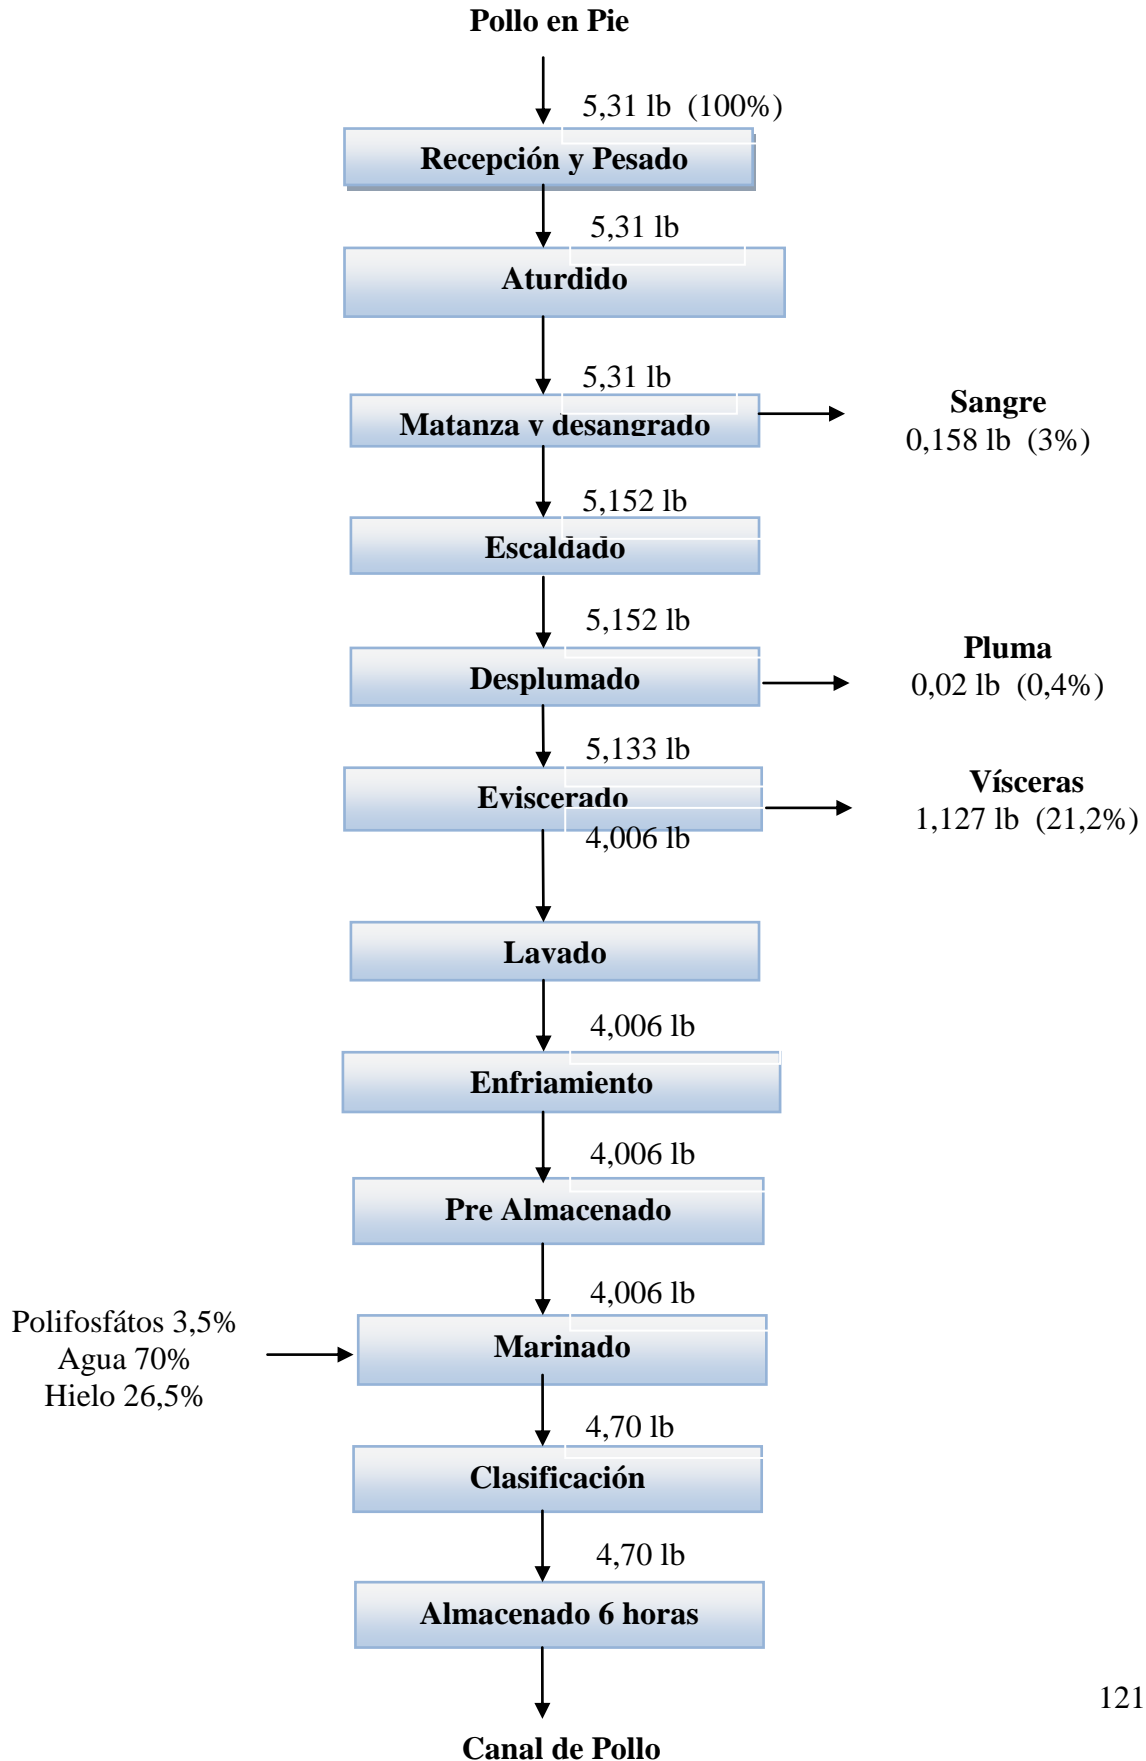 Pollo en Pie
5,31 lb (100%)
Recepción y Pesado
5,31 lb
Aturdido
5,31 lb
Matanza y desangrado
Sangre
0,158 lb (3%)
5,152 lb
Escaldado
5,152 lb
Desplumado
Pluma
0,02 lb (0,4%)
5,133 lb
Eviscerado
Vísceras
1,127 lb (21,2%)
4,006 lb
Lavado
4,006 lb
Enfriamiento
4,006 lb
Pre Almacenado
4,006 lb
Polifosfátos 3,5%
Agua 70%
Hielo 26,5%
Marinado
4,70 lb
Clasificación
4,70 lb
Almacenado 6 horas
121
Canal de Pollo